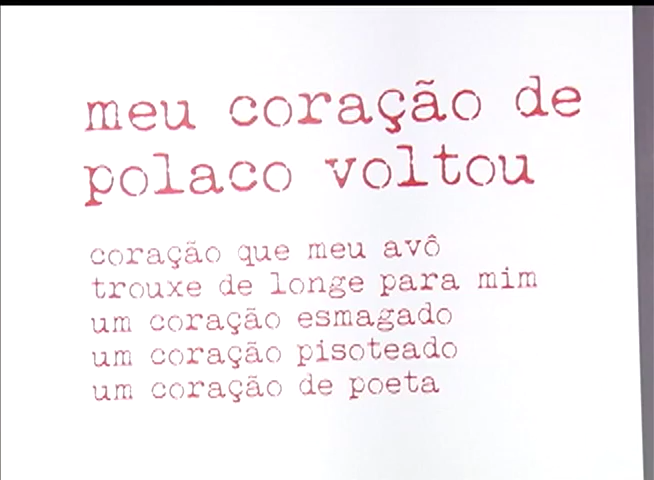 meu coração de
polaco voltou
coração que meu avô
trouxe de longe para mim
um coração esmagado
um coração pisoteado
um coração de poeta